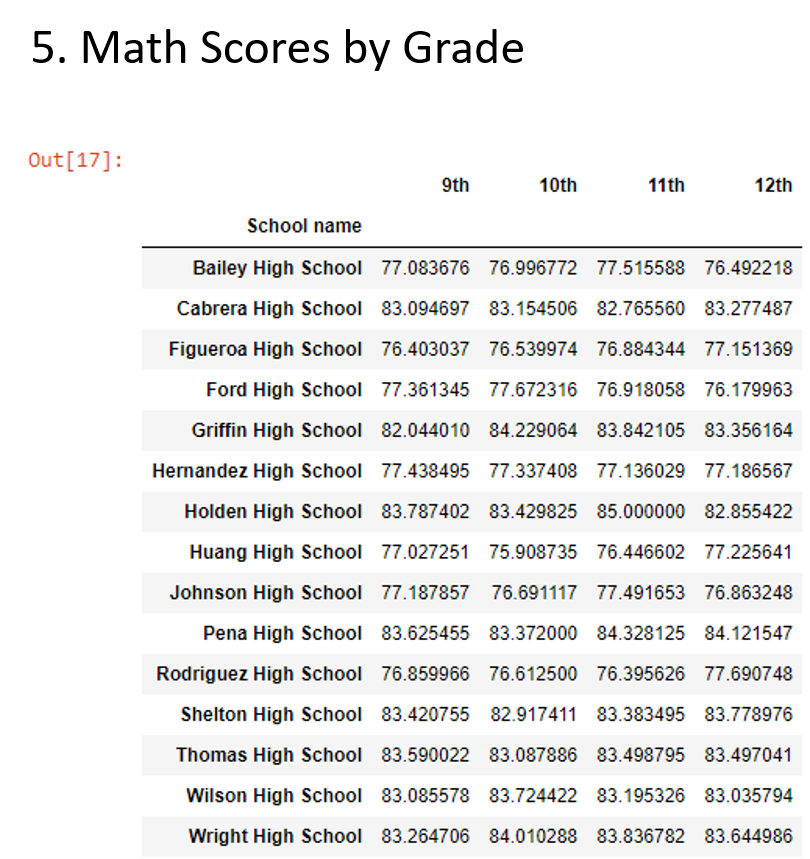 5. Math Scores by Grade
Out[17]:
9th 10th 11th 12th
School name
Bailey High School 77.083676 76.996772 77.515588 76.492218
Cabrera High School 83.094697 83.154506 82.765560 83.277487
Figueroa High School 76.403037 76.539974 76.884344 77.151369
Ford High School 77.361345 77.672316 76.918058 76.179963
Griffin High School 82.044010 84.229064 83.842105 83.356164
Hernandez High School 77.438495 77.337408 77.136029 77.186567
Holden High School 83.787402 83.429825 85.000000 82.855422
Huang High School 77.027251 75.908735 76.446602 77.225641
Johnson High School 77.187857 76.691117 77.491653 76.863248
Pena High School 83.625455 83.372000 84.328125 84.121547
Rodriguez High School 76.859966 76.612500 76.395626 77.690748
Shelton High School 83.420755 82.917411 83.383495 83.778976
Thomas High School 83.590022 83.087886 83.498795 83.497041
Wilson High School 83.085578 83.724422 83.195326 83.035794
Wright High School 83.264706 84.010288 83.836782 83.644986